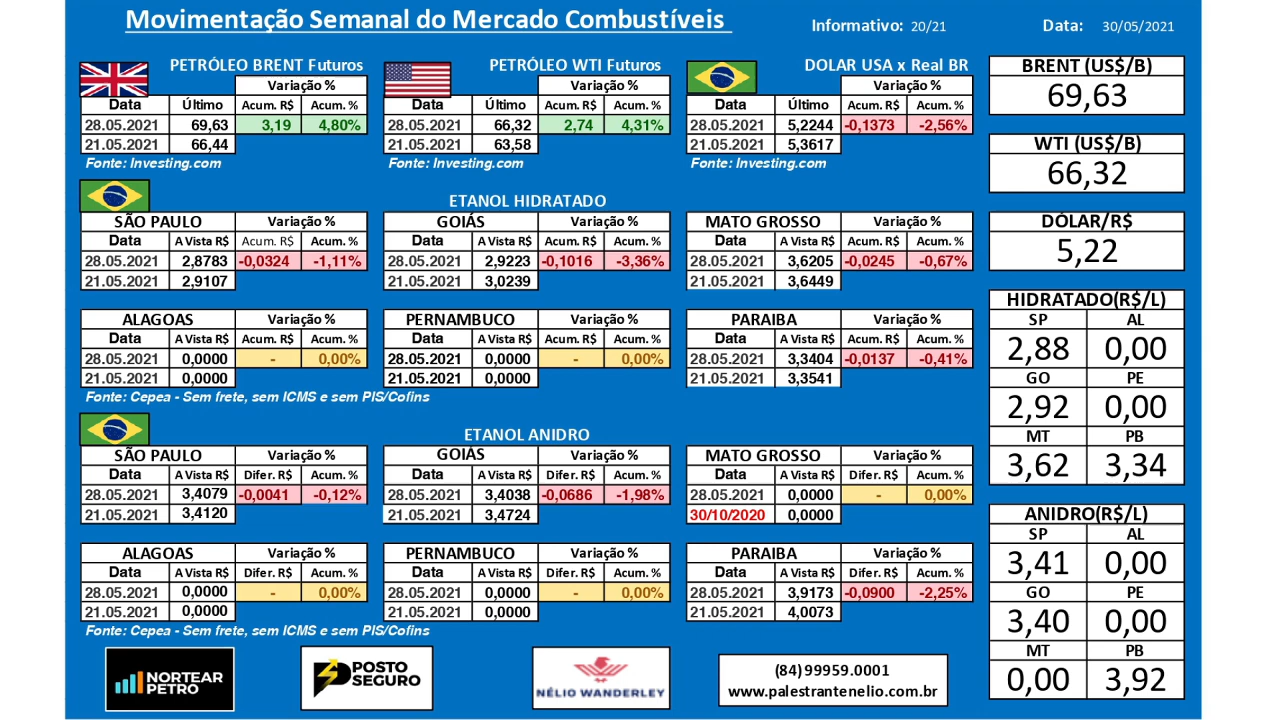 Movimentação Semanal do Mercado Combustíveis
Informativo: 20/21
Data: 30/05/2021
PETRÓLEO BRENT Futuros
Variação %
Data Último Acum. R$ Acum. %
28.05.2021 69,63 3,19 4,80%
21.05.2021 66,44
Fonte: Investing.com
PETRÓLEO WTI Futuros
Variação %
Data Último Acum. R$ Acum. %
28.05.2021 66,32 2,74 4,31%
21.05.2021 63,58
Fonte: Investing.com
DOLAR USA x Real BR
Variação %
Data Último Acum. R$ Acum. %
28.05.2021 5,2244 -0,1373 -2,56%
21.05.2021 5,3617
Fonte: Investing.com
ETANOL HIDRATADO
SÃO PAULO Variação %
Data A Vista R$ Acum. R$ Acum. %
28.05.2021 2,8783 -0,0324 -1,11%
21.05.2021 2,9107
GOIÁS Variação %
Data A Vista R$ Acum. R$ Acum. %
28.05.2021 2,9223 -0,1016 -3,36%
21.05.2021 3,0239
MATO GROSSO Variação %
Data A Vista R$ Acum. R$ Acum. %
28.05.2021 3,6205 -0,0245 -0,67%
21.05.2021 3,6449
ALAGOAS Variação %
Data A Vista R$ Acum. R$ Acum. %
28.05.2021 0,0000 - 0,00%
21.05.2021 0,0000
PERNAMBUCO Variação %
Data A Vista R$ Acum. R$ Acum. %
28.05.2021 0,0000 - 0,00%
21.05.2021 0,0000
PARAIBA Variação %
Data A Vista R$ Acum. R$ Acum. %
28.05.2021 3,3404 -0,0137 -0,41%
21.05.2021 3,3541
Fonte: Cepea - Sem frete, sem ICMS e sem PIS/Cofins
ETANOL ANIDRO
SÃO PAULO Variação %
Data A Vista R$ Difer. R$ Acum. %
28.05.2021 3,4079 -0,0041 -0,12%
21.05.2021 3,4120
GOIÁS Variação %
Data A Vista R$ Difer. R$ Acum. %
28.05.2021 3,4038 -0,0686 -1,98%
21.05.2021 3,4724
MATO GROSSO Variação %
Data A Vista R$ Difer. R$ Acum. %
28.05.2021 0,0000 - 0,00%
30/10/2020 0,0000
ALAGOAS Variação %
Data A Vista R$ Difer. R$ Acum. %
28.05.2021 0,0000 - 0,00%
21.05.2021 0,0000
PERNAMBUCO Variação %
Data A Vista R$ Difer. R$ Acum. %
28.05.2021 0,0000 - 0,00%
21.05.2021 0,0000
PARAIBA Variação %
Data A Vista R$ Difer. R$ Acum. %
28.05.2021 3,9173 -0,0900 -2,25%
21.05.2021 4,0073
Fonte: Cepea - Sem frete, sem ICMS e sem PIS/Cofins
BRENT (US$/B)
69,63
WTI (US$/B)
66,32
DÓLAR/R$
5,22
HIDRATADO(R$/L)
SP AL
2,88 0,00
GO PE
2,92 0,00
MT PB
3,62 3,34
ANIDRO(R$/L)
SP AL
3,41 0,00
GO PE
3,40 0,00
MT PB
0,00 3,92
NORTEAR
PETRO
POSTO
SEGURO
NÉLIO WANDERLEY
(84)99959.0001
www.palestrantenelio.com.br